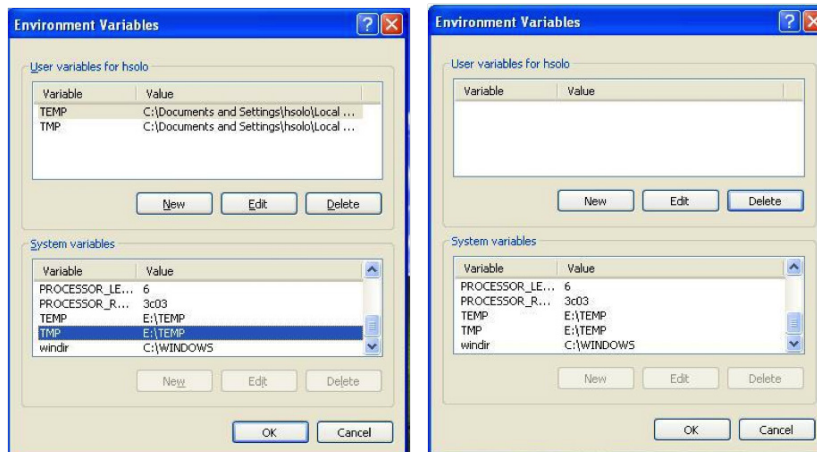 Environment Variables
User variables for hsolo
Variable Value
TEMP C:\Documents and Settings\hsolo\Local ...
TMP C:\Documents and Settings\hsolo\Local ...
New Edit Delete
System variables
Variable Value
PROCESSOR_LE... 6
PROCESSOR_R... 3c03
TEMP E:\TEMP
TMP E:\TEMP
windir C:\WINDOWS
New Edit Delete
OK Cancel
Environment Variables
User variables for hsolo
Variable Value
New Edit Delete
System variables
Variable Value
PROCESSOR_LE... 6
PROCESSOR_R... 3c03
TEMP E:\TEMP
TMP E:\TEMP
windir C:\WINDOWS
New Edit Delete
OK Cancel